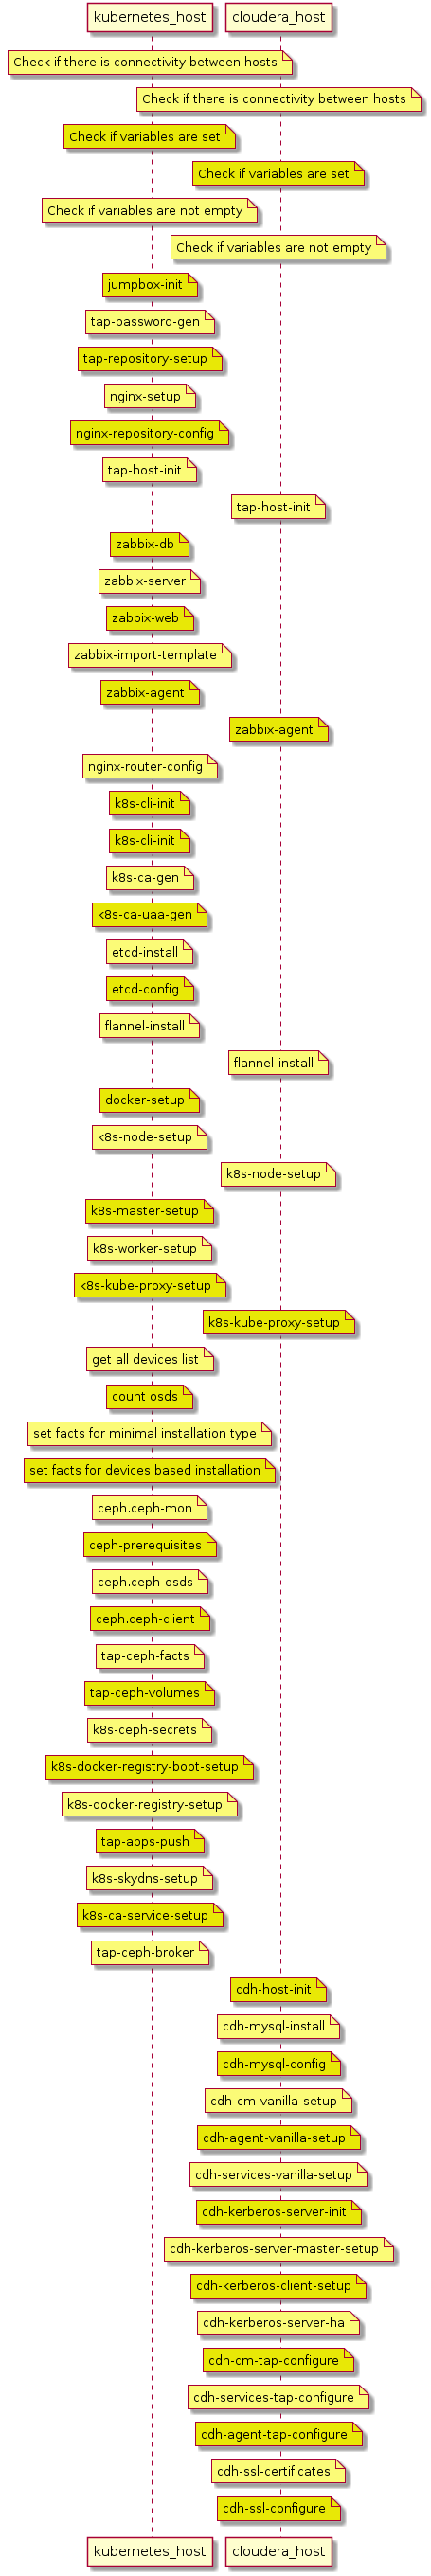 kubernetes_host cloudera_host
Check if there is connectivity between hosts
Check if there is connectivity between hosts
Check if variables are set
Check if variables are set
Check if variables are not empty
Check if variables are not empty
jumpbox-init
tap-password-gen
tap-repository-setup
nginx-setup
nginx-repository-config
tap-host-init
tap-host-init
zabbix-db
zabbix-server
zabbix-web
zabbix-import-template
zabbix-agent
zabbix-agent
nginx-router-config
k8s-cli-init
k8s-cli-init
k8s-ca-gen
k8s-ca-uaa-gen
etcd-install
etcd-config
flannel-install
flannel-install
docker-setup
k8s-node-setup
k8s-node-setup
k8s-master-setup
k8s-worker-setup
k8s-kube-proxy-setup
k8s-kube-proxy-setup
get all devices list
count osds
set facts for minimal installation type
set facts for devices based installation
ceph.ceph-mon
ceph-prerequisites
ceph.ceph-osds
ceph.ceph-client
tap-ceph-facts
tap-ceph-volumes
k8s-ceph-secrets
k8s-docker-registry-boot-setup
k8s-docker-registry-setup
tap-apps-push
k8s-skydns-setup
k8s-ca-service-setup
tap-ceph-broker
cdh-host-init
cdh-mysql-install
cdh-mysql-config
cdh-cm-vanilla-setup
cdh-agent-vanilla-setup
cdh-services-vanilla-setup
cdh-kerberos-server-init
cdh-kerberos-server-master-setup
cdh-kerberos-client-setup
cdh-kerberos-server-ha
cdh-cm-tap-configure
cdh-services-tap-configure
cdh-agent-tap-configure
cdh-ssl-certificates
cdh-ssl-configure
kubernetes_host cloudera_host